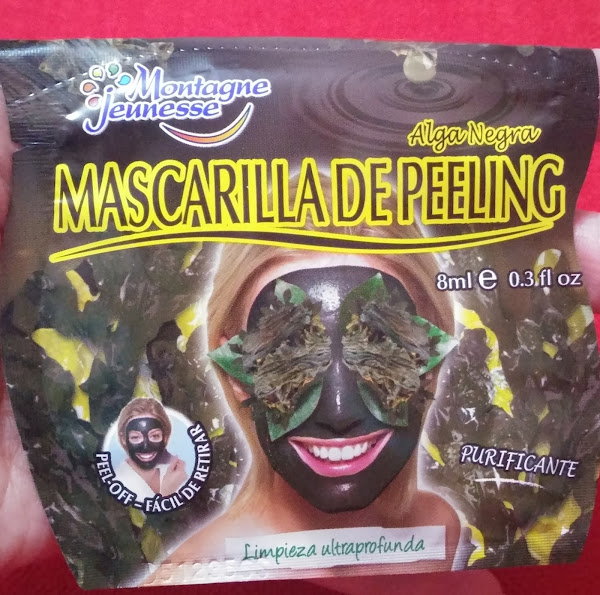 Montagne
Jeunesse
Alga Negra
MASCARILLA DE PEELING
8ml e 0.3 fl oz
PEEL-OFF – FÁCIL DE RETIRAR
PURIFICANTE
Limpieza ultraprofunda